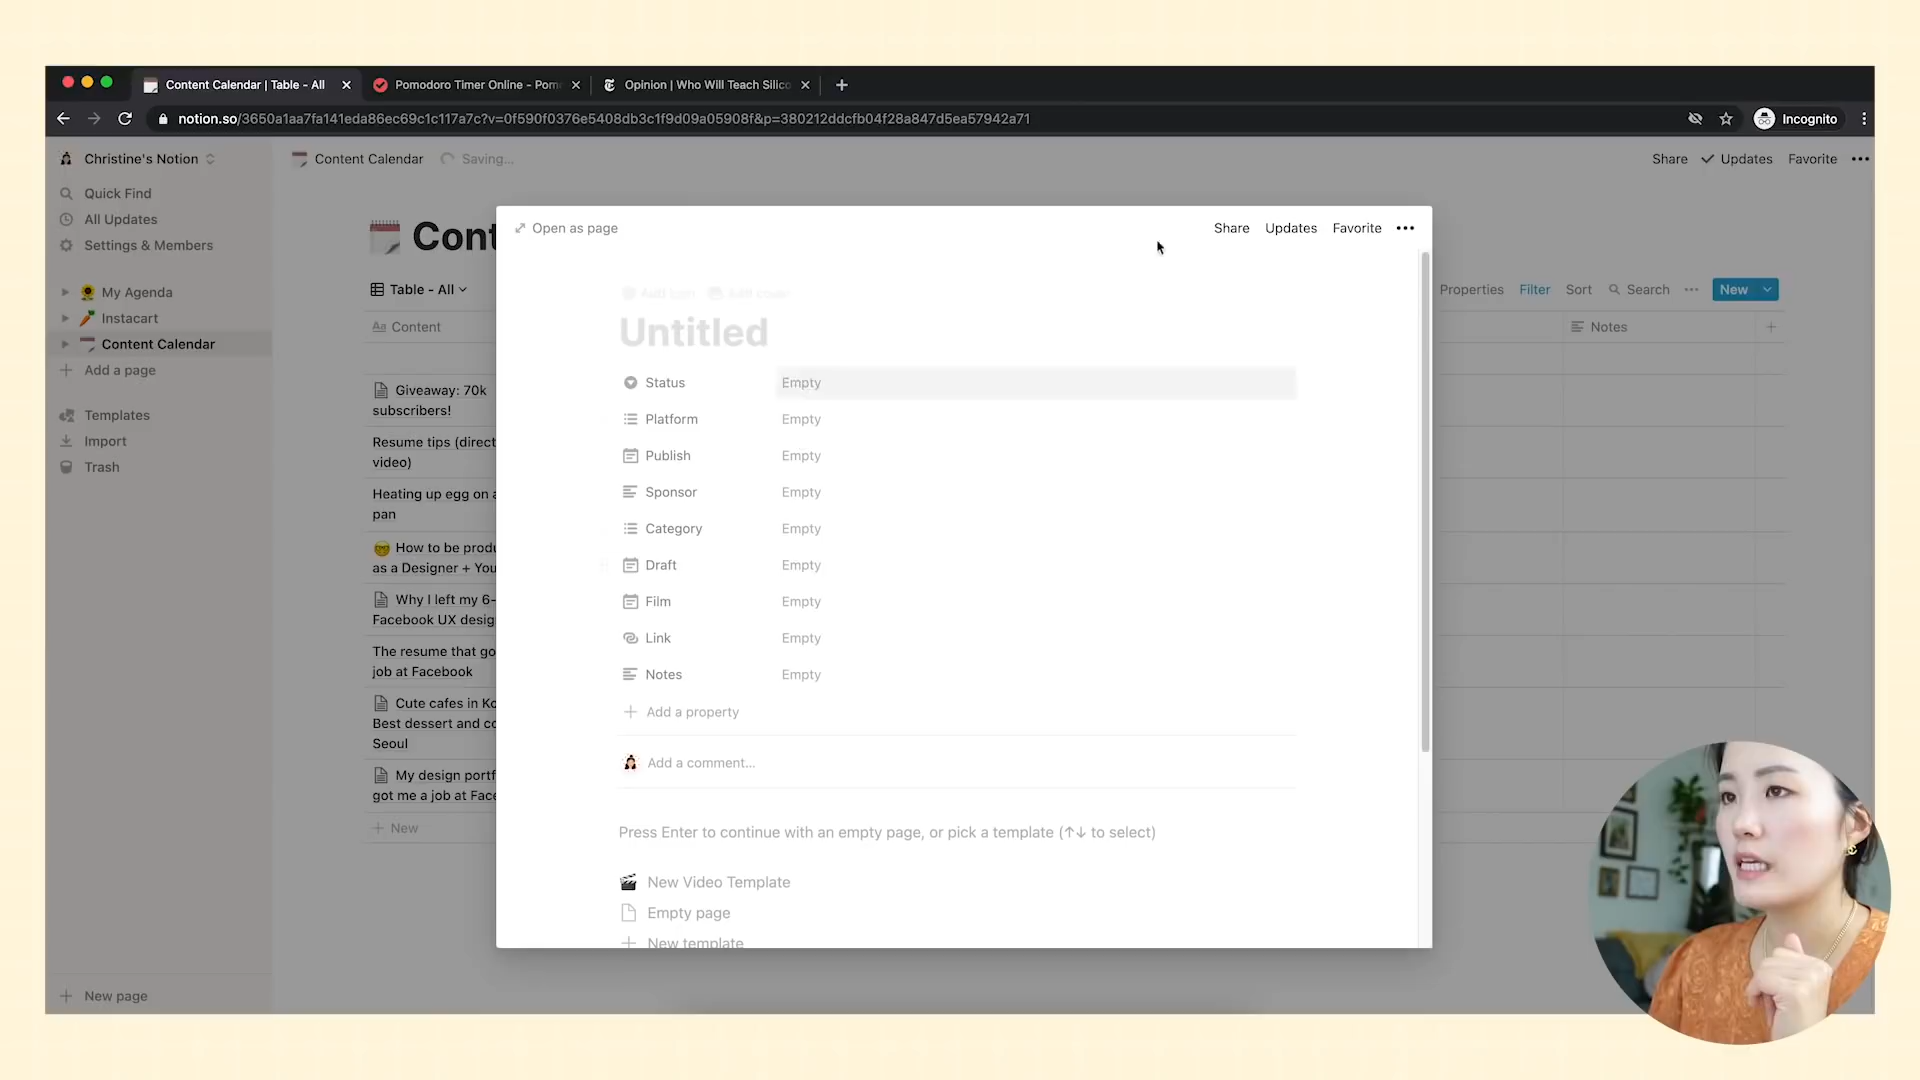 Content Calendar | Table - All
Pomodoro Timer Online - Pom
Opinion | Who Will Teach Silico
notion.so/3650a1aa7fa141eda86ec69c1c117a7c?v=0f590f0376e5408db3c1f9d09a05908f&p=380212ddcfb04f28a847d5ea57942a71
Incognito
Christine's Notion
Content Calendar
Saving...
Share
Updates
Favorite
Quick Find
All Updates
Settings & Members
My Agenda
Instacart
Content Calendar
Add a page
Templates
Import
Trash
New page
Cont
Table - All
Properties
Filter
Sort
Search
New
Aa Content
Notes
Giveaway: 70k
subscribers!
Resume tips (direct
video)
Heating up egg on a
pan
How to be produ
as a Designer + You
Why I left my 6-
Facebook UX desig
The resume that go
job at Facebook
Cute cafes in Ko
Best dessert and co
Seoul
My design portf
got me a job at Face
New
Open as page
Share
Updates
Favorite
Add icon
Add cover
Untitled
Status
Empty
Platform
Empty
Publish
Empty
Sponsor
Empty
Category
Empty
Draft
Empty
Film
Empty
Link
Empty
Notes
Empty
Add a property
Add a comment...
Press Enter to continue with an empty page, or pick a template (↑↓ to select)
New Video Template
Empty page
New template